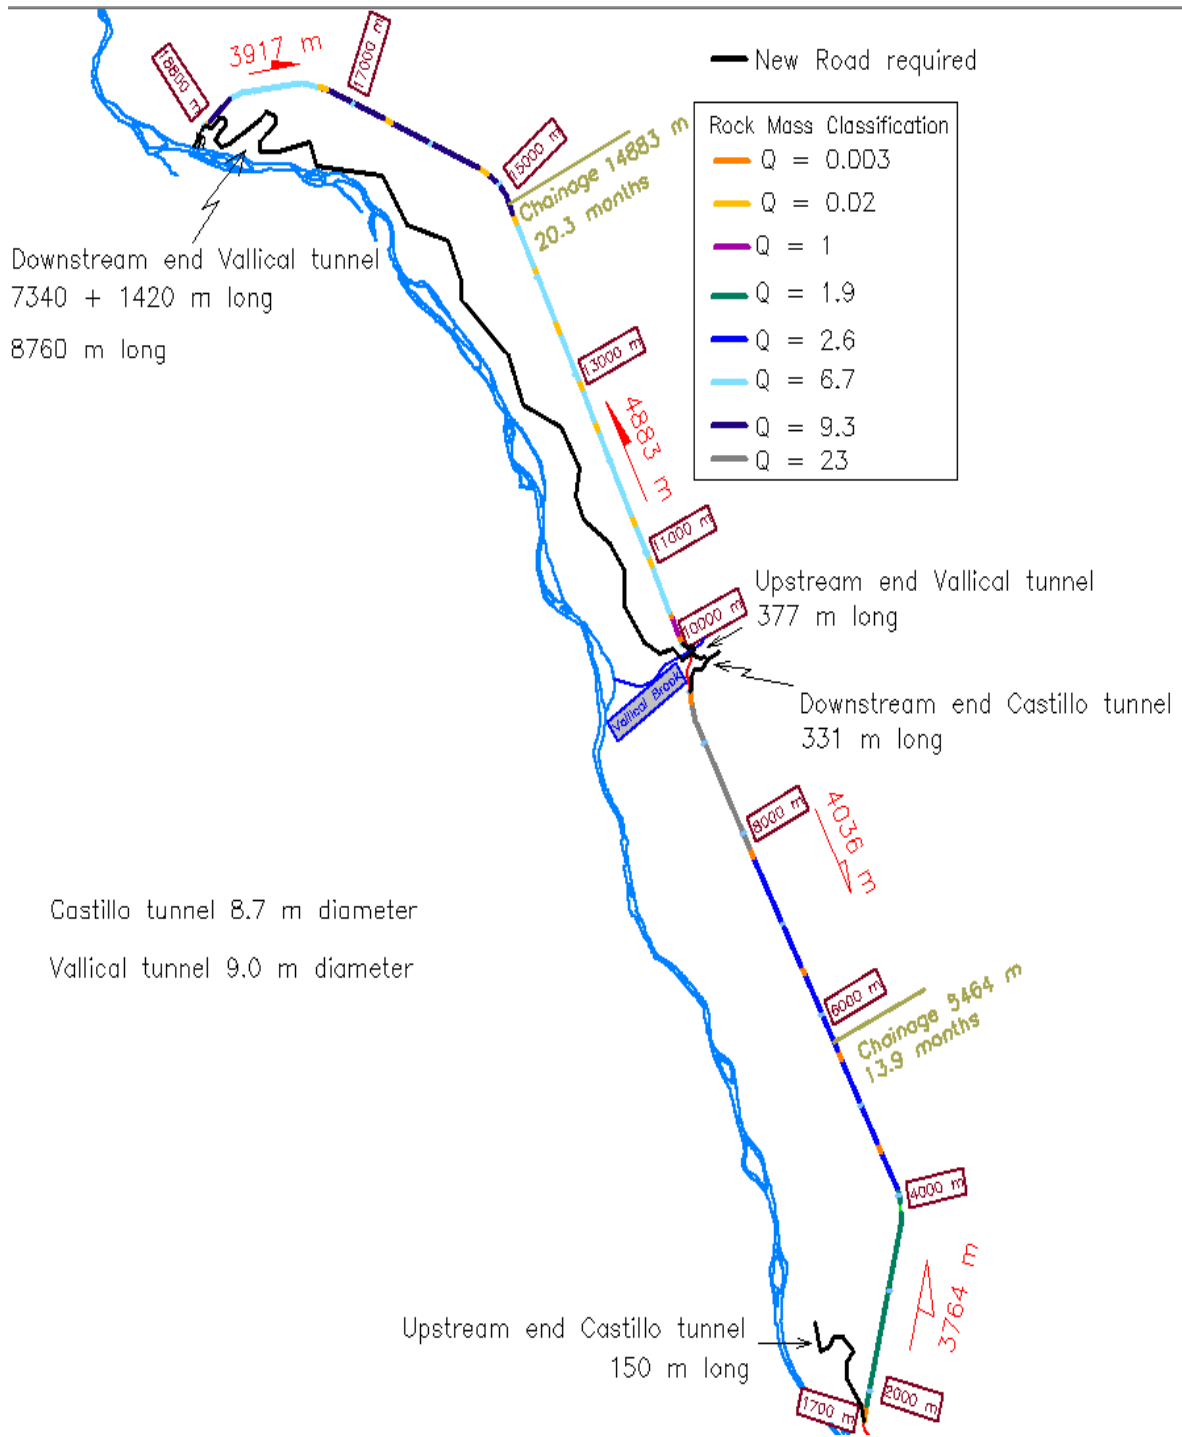 3917 m
17000 m
18800 m
New Road required
Rock Mass Classification
Q = 0.003
Q = 0.02
Q = 1
Q = 1.9
Q = 2.6
Q = 6.7
Q = 9.3
Q = 23
15000 m
Chainage 14883 m
20.3 months
Downstream end Vallical tunnel
7340 + 1420 m long
8760 m long
13000 m
4883 m
11000 m
Upstream end Vallical tunnel
377 m long
10000 m
Vallical Brook
Downstream end Castillo tunnel
331 m long
8000 m
4036 m
Castillo tunnel 8.7 m diameter
Vallical tunnel 9.0 m diameter
6000 m
Chainage 5464 m
13.9 months
4000 m
3764 m
Upstream end Castillo tunnel
150 m long
1700 m
2000 m